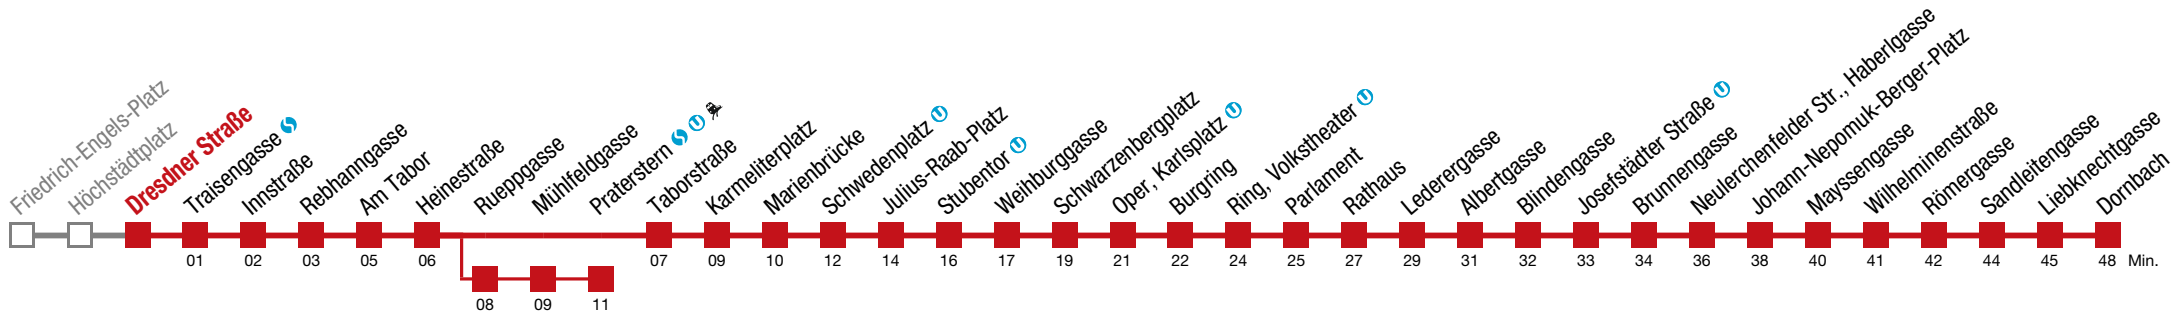 Friedrich-Engels-Platz
Höchstädtplatz
Dresdner Straße
Traisengasse
Innstraße
Rebhanngasse
Am Tabor
Heinestraße
Rueppgasse
Mühlfeldgasse
Praterstern
Taborstraße
Karmeliterplatz
Marienbrücke
Schwedenplatz
Julius-Raab-Platz
Stubentor
Weihburggasse
Schwarzenbergplatz
Oper, Karlsplatz
Burgring
Ring, Volkstheater
Parlament
Rathaus
Lederergasse
Albertgasse
Blindengasse
Josefstädter Straße
Brunnengasse
Neulerchenfelder Str., Haberlgasse
Johann-Nepomuk-Berger-Platz
Mayssengasse
Wilhelminenstraße
Römergasse
Sandleitengasse
Liebknechtgasse
Dornbach
01 02 03 05 06 07 09 10 12 14 16 17 19 21 22 24 25 27 29 31 32 33 34 36 38 40 41 42 44 45 48 Min.
08 09 11